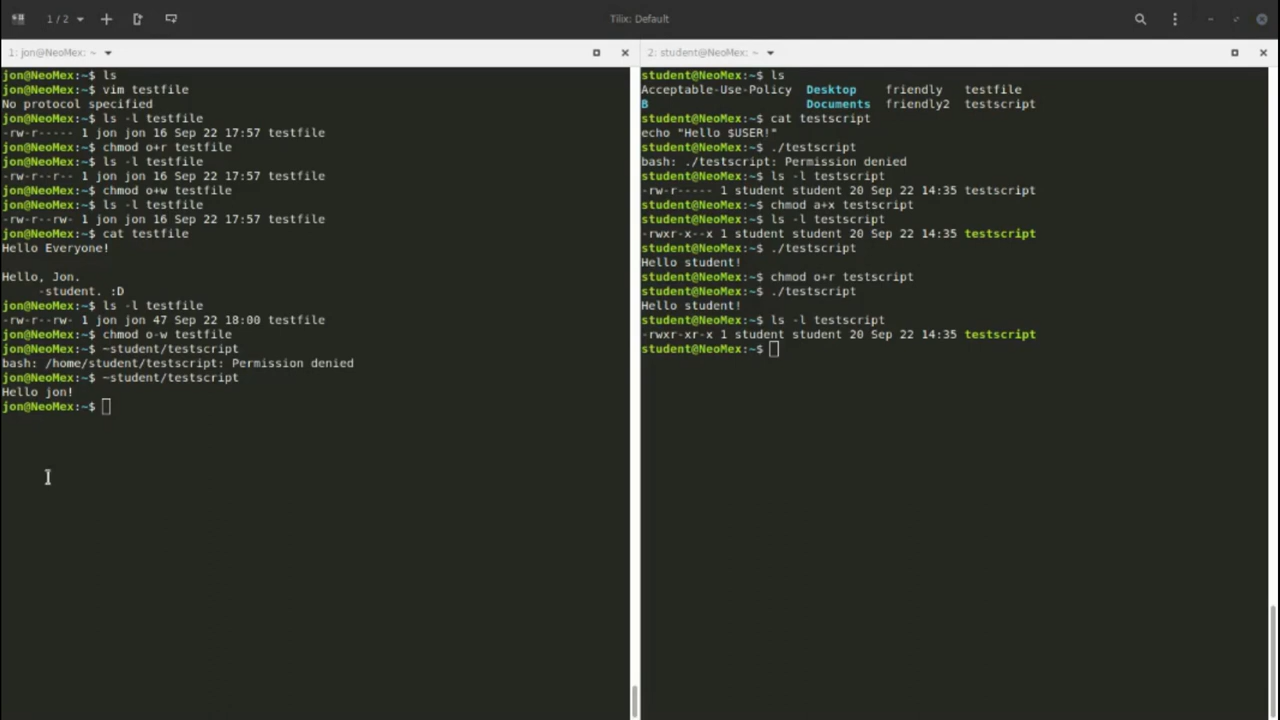 1 / 2
Tilix: Default
1: jon@NeoMex: ~
jon@NeoMex:~$ ls
jon@NeoMex:~$ vim testfile
No protocol specified
jon@NeoMex:~$ ls -l testfile
-rw-r----- 1 jon jon 16 Sep 22 17:57 testfile
jon@NeoMex:~$ chmod o+r testfile
jon@NeoMex:~$ ls -l testfile
-rw-r--r-- 1 jon jon 16 Sep 22 17:57 testfile
jon@NeoMex:~$ chmod o+w testfile
jon@NeoMex:~$ ls -l testfile
-rw-r--rw- 1 jon jon 16 Sep 22 17:57 testfile
jon@NeoMex:~$ cat testfile
Hello Everyone!
Hello, Jon.
-student. :D
jon@NeoMex:~$ ls -l testfile
-rw-r--rw- 1 jon jon 47 Sep 22 18:00 testfile
jon@NeoMex:~$ chmod o-w testfile
jon@NeoMex:~$ ~student/testscript
bash: /home/student/testscript: Permission denied
jon@NeoMex:~$ ~student/testscript
Hello jon!
jon@NeoMex:~$
2: student@NeoMex: ~
student@NeoMex:~$ ls
Acceptable-Use-Policy Desktop friendly testfile
B Documents friendly2 testscript
student@NeoMex:~$ cat testscript
echo "Hello $USER!"
student@NeoMex:~$ ./testscript
bash: ./testscript: Permission denied
student@NeoMex:~$ ls -l testscript
-rw-r----- 1 student student 20 Sep 22 14:35 testscript
student@NeoMex:~$ chmod a+x testscript
student@NeoMex:~$ ls -l testscript
-rwxr-x--x 1 student student 20 Sep 22 14:35 testscript
student@NeoMex:~$ ./testscript
Hello student!
student@NeoMex:~$ chmod o+r testscript
student@NeoMex:~$ ./testscript
Hello student!
student@NeoMex:~$ ls -l testscript
-rwxr-xr-x 1 student student 20 Sep 22 14:35 testscript
student@NeoMex:~$